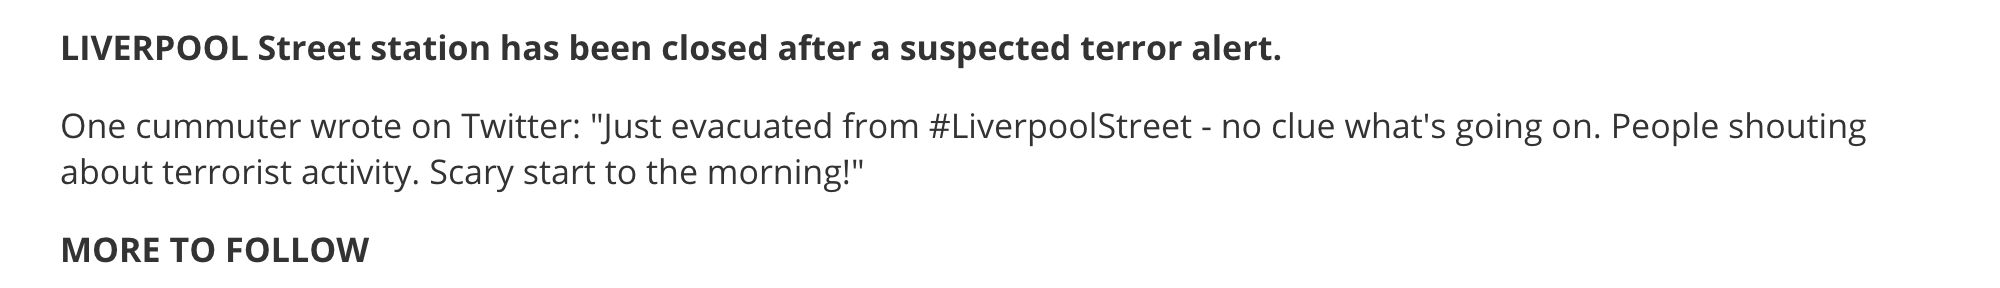 LIVERPOOL Street station has been closed after a suspected terror alert.
One cummuter wrote on Twitter: "Just evacuated from #LiverpoolStreet - no clue what's going on. People shouting
about terrorist activity. Scary start to the morning!"
MORE TO FOLLOW